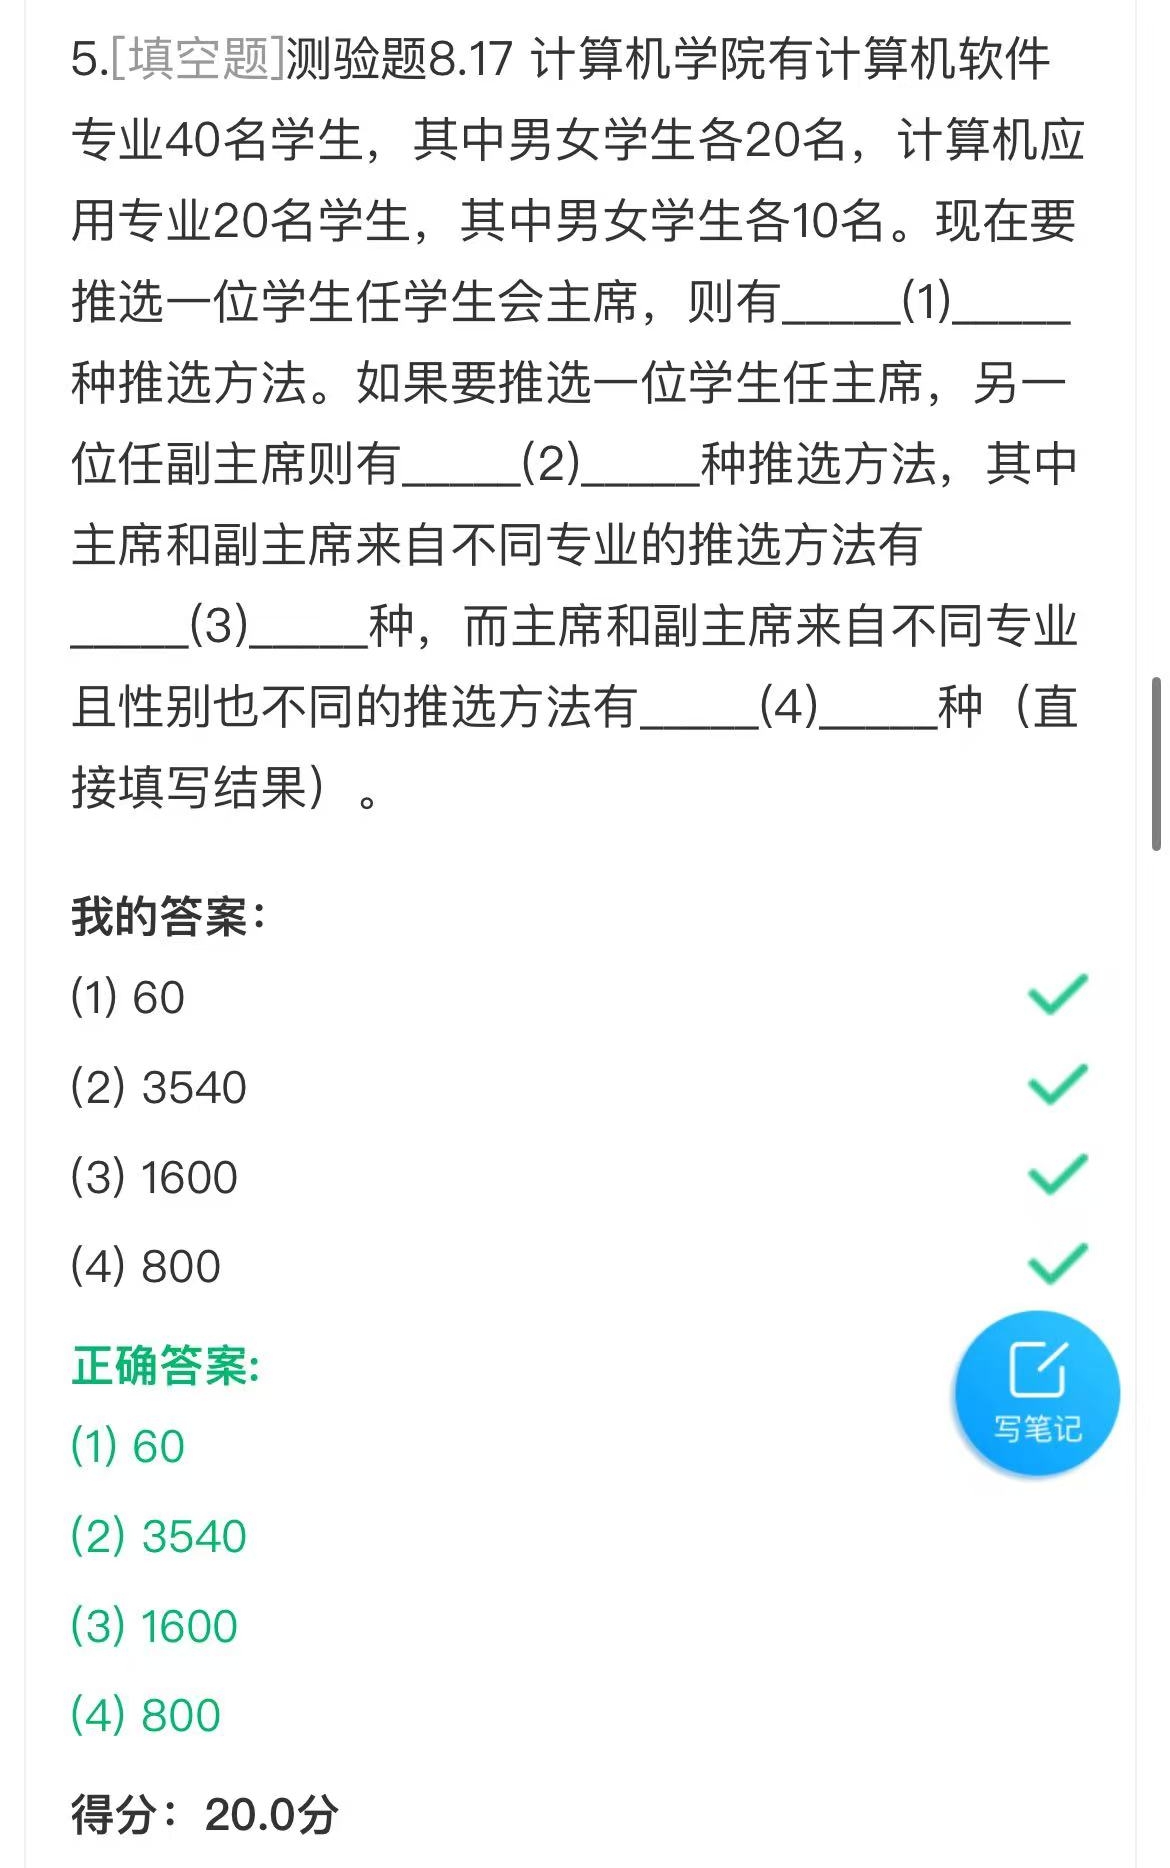 5.[填空题]测验题8.17 计算机学院有计算机软件
专业40名学生，其中男女学生各20名，计算机应
用专业20名学生，其中男女学生各10名。现在要
推选一位学生任学生会主席，则有_____(1)_____
种推选方法。如果要推选一位学生任主席，另一
位任副主席则有_____(2)_____种推选方法，其中
主席和副主席来自不同专业的推选方法有
_____(3)_____种，而主席和副主席来自不同专业
且性别也不同的推选方法有_____(4)_____种（直
接填写结果）。
我的答案：
(1) 60
(2) 3540
(3) 1600
(4) 800
正确答案:
(1) 60
写笔记
(2) 3540
(3) 1600
(4) 800
得分：20.0分